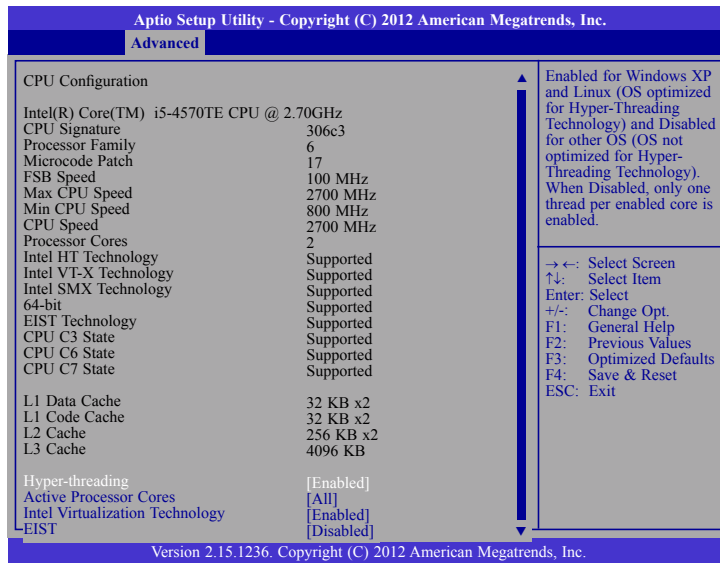 Aptio Setup Utility - Copyright (C) 2012 American Megatrends, Inc.
Advanced
CPU Configuration
Intel(R) Core(TM) i5-4570TE CPU @ 2.70GHz
CPU Signature 306c3
Processor Family 6
Microcode Patch 17
FSB Speed 100 MHz
Max CPU Speed 2700 MHz
Min CPU Speed 800 MHz
CPU Speed 2700 MHz
Processor Cores 2
Intel HT Technology Supported
Intel VT-X Technology Supported
Intel SMX Technology Supported
64-bit Supported
EIST Technology Supported
CPU C3 State Supported
CPU C6 State Supported
CPU C7 State Supported
L1 Data Cache 32 KB x2
L1 Code Cache 32 KB x2
L2 Cache 256 KB x2
L3 Cache 4096 KB
Hyper-threading [Enabled]
Active Processor Cores [All]
Intel Virtualization Technology [Enabled]
EIST [Disabled]
Enabled for Windows XP
and Linux (OS optimized
for Hyper-Threading
Technology) and Disabled
for other OS (OS not
optimized for Hyper-
Threading Technology).
When Disabled, only one
thread per enabled core is
enabled.
→←: Select Screen
↑↓: Select Item
Enter: Select
+/-: Change Opt.
F1: General Help
F2: Previous Values
F3: Optimized Defaults
F4: Save & Reset
ESC: Exit
Version 2.15.1236. Copyright (C) 2012 American Megatrends, Inc.